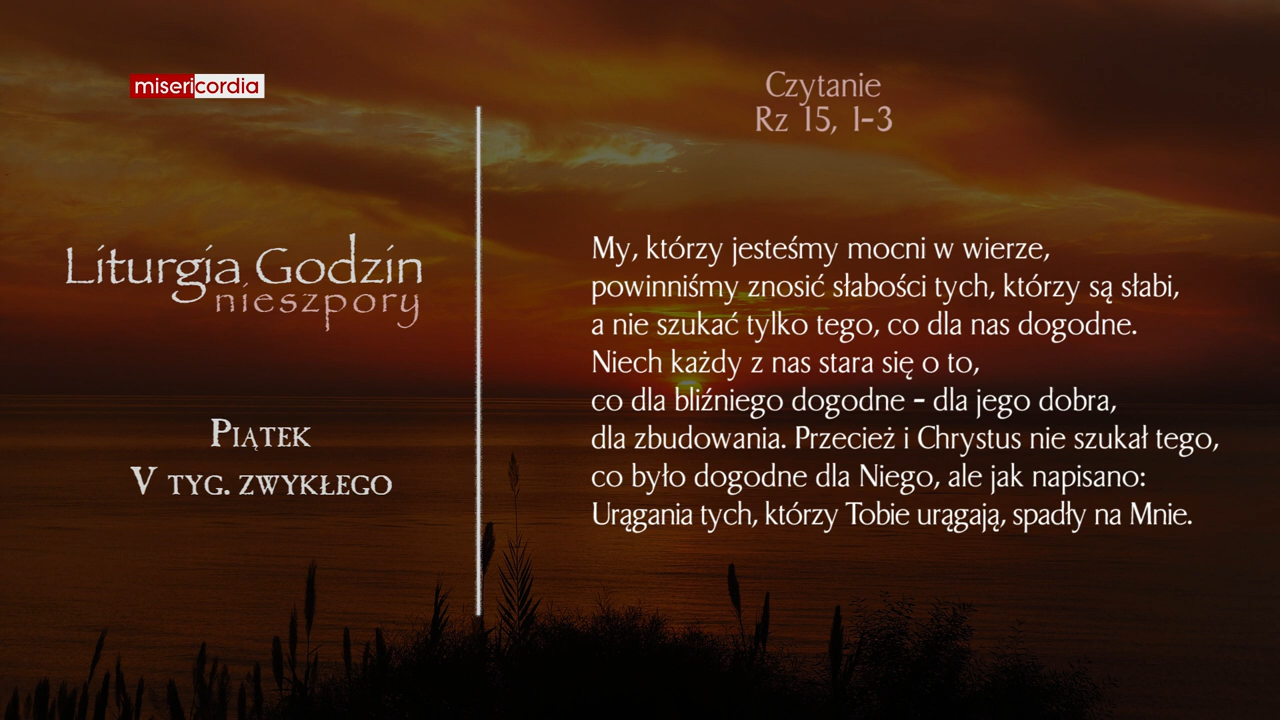 misericordia
Liturgia Godzin
nieszpory
Piątek
V tyg. zwykłego
Czytanie
Rz 15, 1-3
My, którzy jesteśmy mocni w wierze,
powinniśmy znosić słabości tych, którzy są słabi,
a nie szukać tylko tego, co dla nas dogodne.
Niech każdy z nas stara się o to,
co dla bliźniego dogodne - dla jego dobra,
dla zbudowania. Przecież i Chrystus nie szukał tego,
co było dogodne dla Niego, ale jak napisano:
Urągania tych, którzy Tobie urągają, spadły na Mnie.